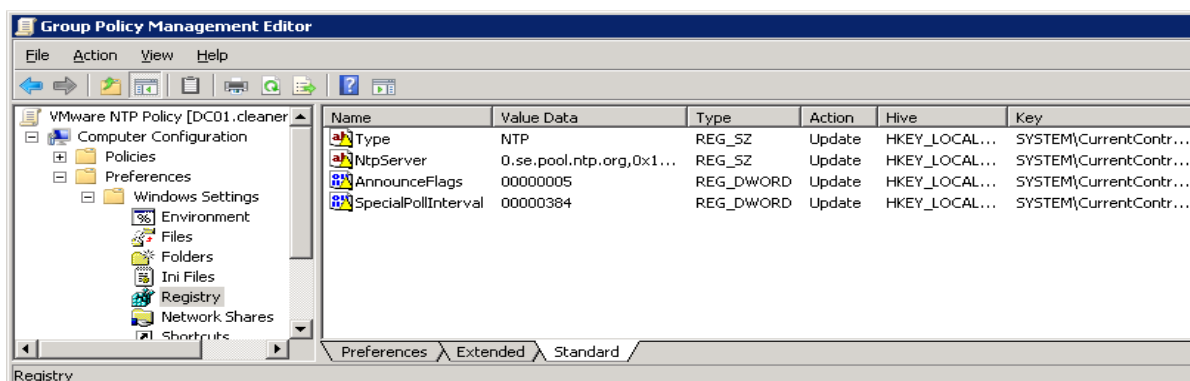 Group Policy Management Editor
File Action View Help
VMware NTP Policy [DC01.cleaner
Computer Configuration
Policies
Preferences
Windows Settings
Environment
Files
Folders
Ini Files
Registry
Network Shares
Shortcuts
Name Value Data Type Action Hive Key
Type NTP REG_SZ Update HKEY_LOCAL... SYSTEM\CurrentContr...
NtpServer 0.se.pool.ntp.org,0x1... REG_SZ Update HKEY_LOCAL... SYSTEM\CurrentContr...
AnnounceFlags 00000005 REG_DWORD Update HKEY_LOCAL... SYSTEM\CurrentContr...
SpecialPollInterval 00000384 REG_DWORD Update HKEY_LOCAL... SYSTEM\CurrentContr...
Preferences Extended Standard
Registry